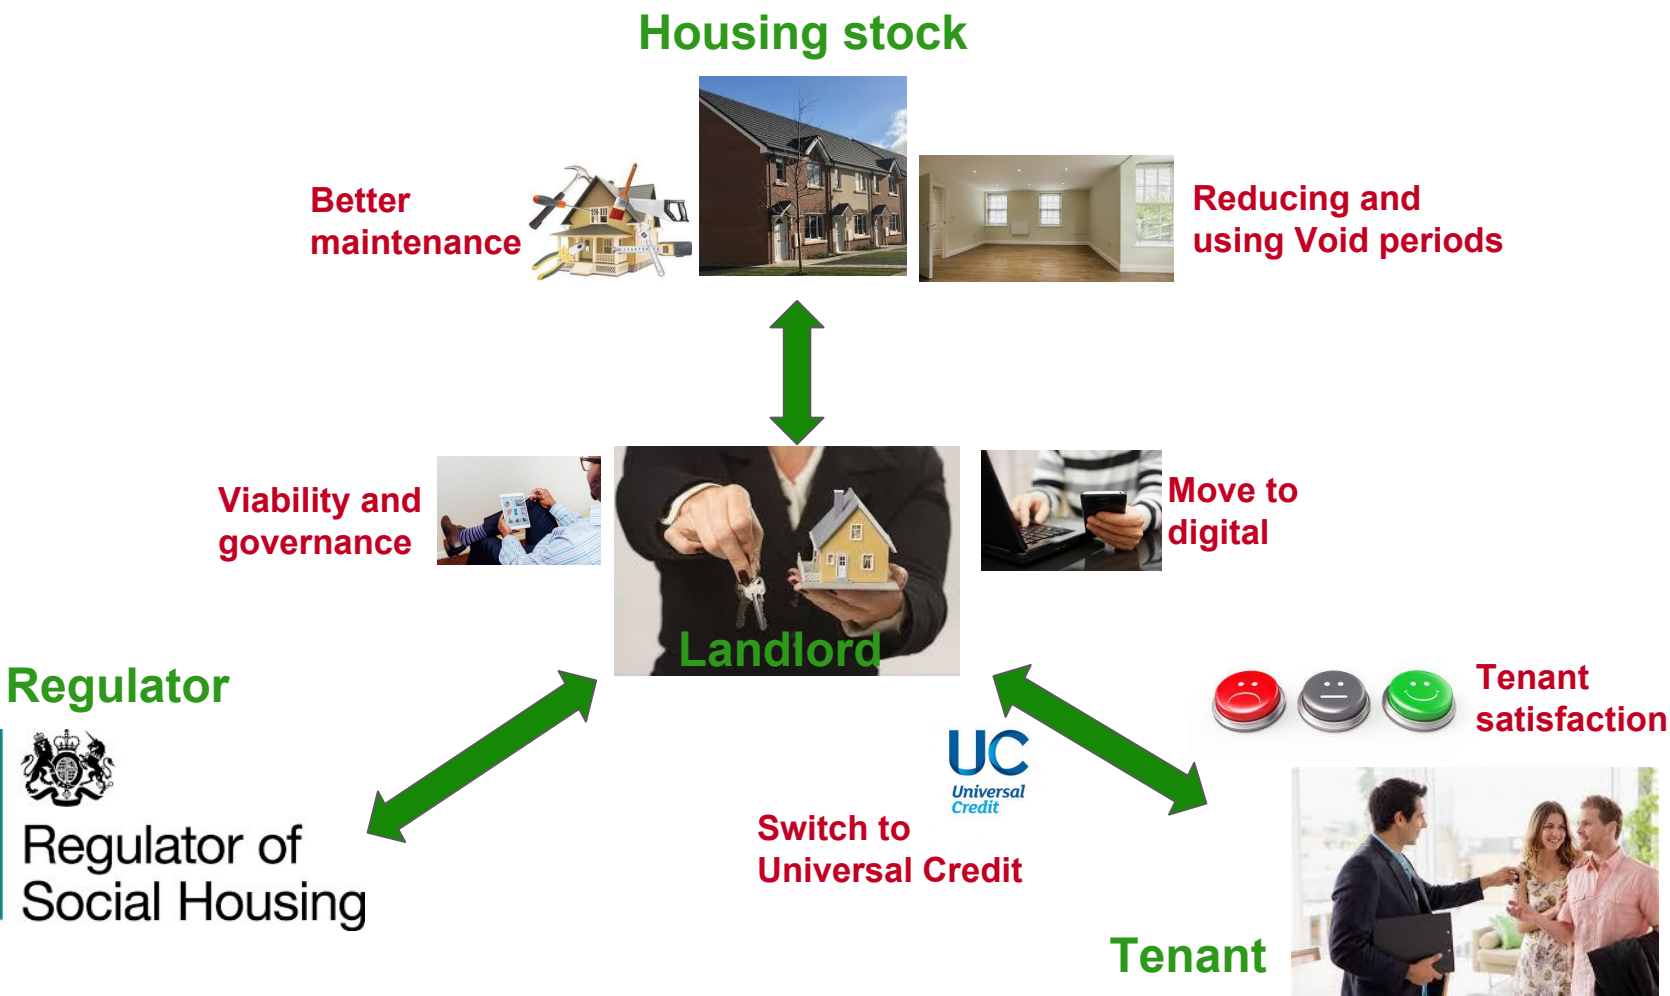 Housing stock
Better
maintenance
Reducing and
using Void periods
Viability and
governance
Move to
digital
Landlord
Regulator
Regulator of
Social Housing
UC
Universal
Credit
Switch to
Universal Credit
Tenant
satisfaction
Tenant